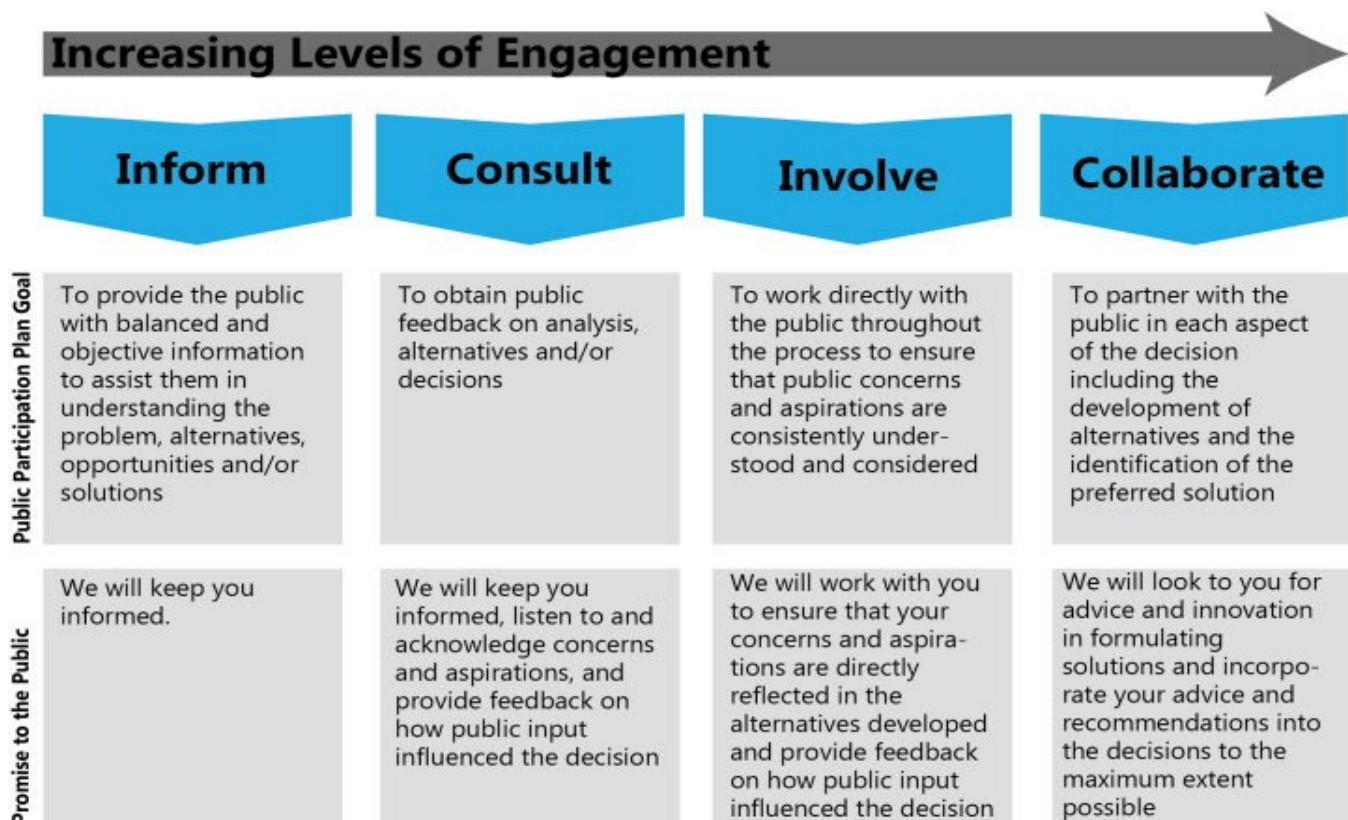 Increasing Levels of Engagement
Inform
Consult
Involve
Collaborate
Public Participation Plan Goal
To provide the public
with balanced and
objective information
to assist them in
understanding the
problem, alternatives,
opportunities and/or
solutions
To obtain public
feedback on analysis,
alternatives and/or
decisions
To work directly with
the public throughout
the process to ensure
that public concerns
and aspirations are
consistently under-
stood and considered
To partner with the
public in each aspect
of the decision
including the
development of
alternatives and the
identification of the
preferred solution
Promise to the Public
We will keep you
informed.
We will keep you
informed, listen to and
acknowledge concerns
and aspirations, and
provide feedback on
how public input
influenced the decision
We will work with you
to ensure that your
concerns and aspira-
tions are directly
reflected in the
alternatives developed
and provide feedback
on how public input
influenced the decision
We will look to you for
advice and innovation
in formulating
solutions and incorpo-
rate your advice and
recommendations into
the decisions to the
maximum extent
possible